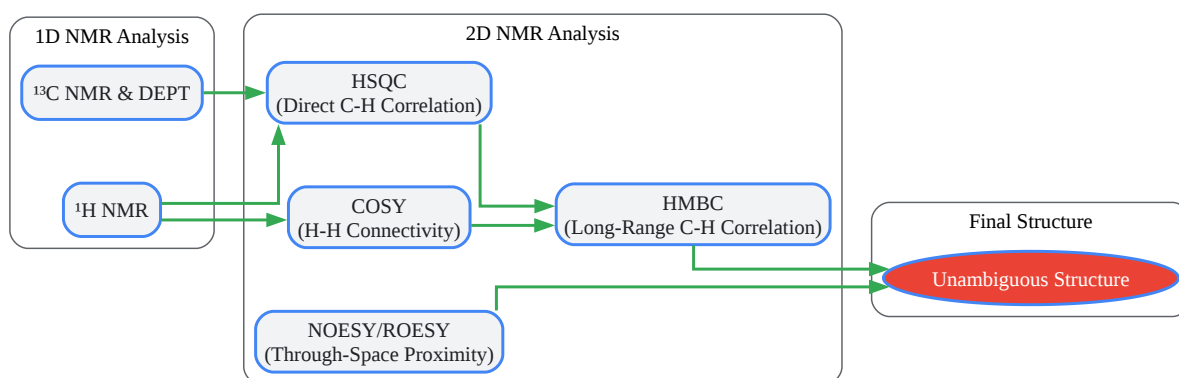 1D NMR Analysis
¹³C NMR & DEPT
¹H NMR
2D NMR Analysis
HSQC
(Direct C-H Correlation)
COSY
(H-H Connectivity)
HMBC
(Long-Range C-H Correlation)
NOESY/ROESY
(Through-Space Proximity)
Final Structure
Unambiguous Structure